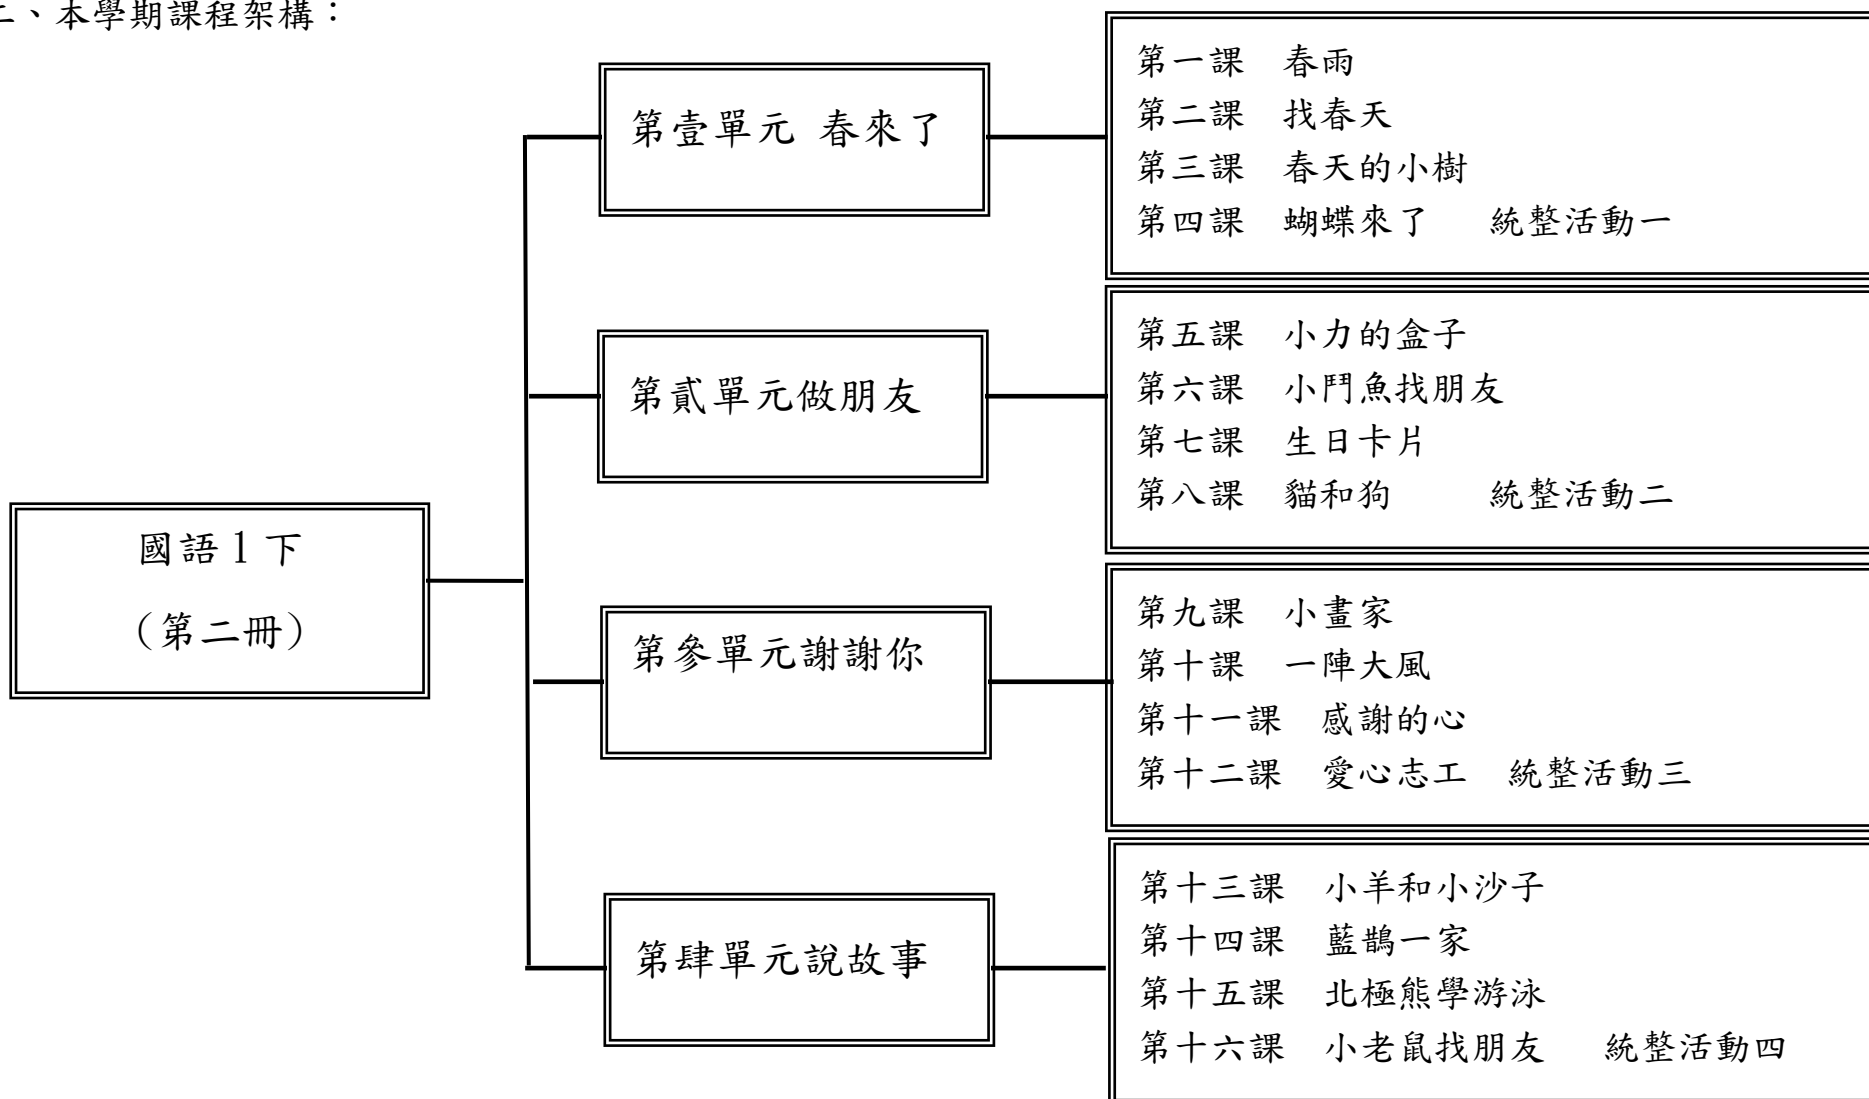 二、本學期課程架構：
國語1下
（第二冊）
第壹單元 春來了
第一課 春雨
第二課 找春天
第三課 春天的小樹
第四課 蝴蝶來了 統整活動一
第貳單元做朋友
第五課 小力的盒子
第六課 小鬥魚找朋友
第七課 生日卡片
第八課 貓和狗 統整活動二
第參單元謝謝你
第九課 小畫家
第十課 一陣大風
第十一課 感謝的心
第十二課 愛心志工 統整活動三
第肆單元說故事
第十三課 小羊和小沙子
第十四課 藍鵲一家
第十五課 北極熊學游泳
第十六課 小老鼠找朋友 統整活動四